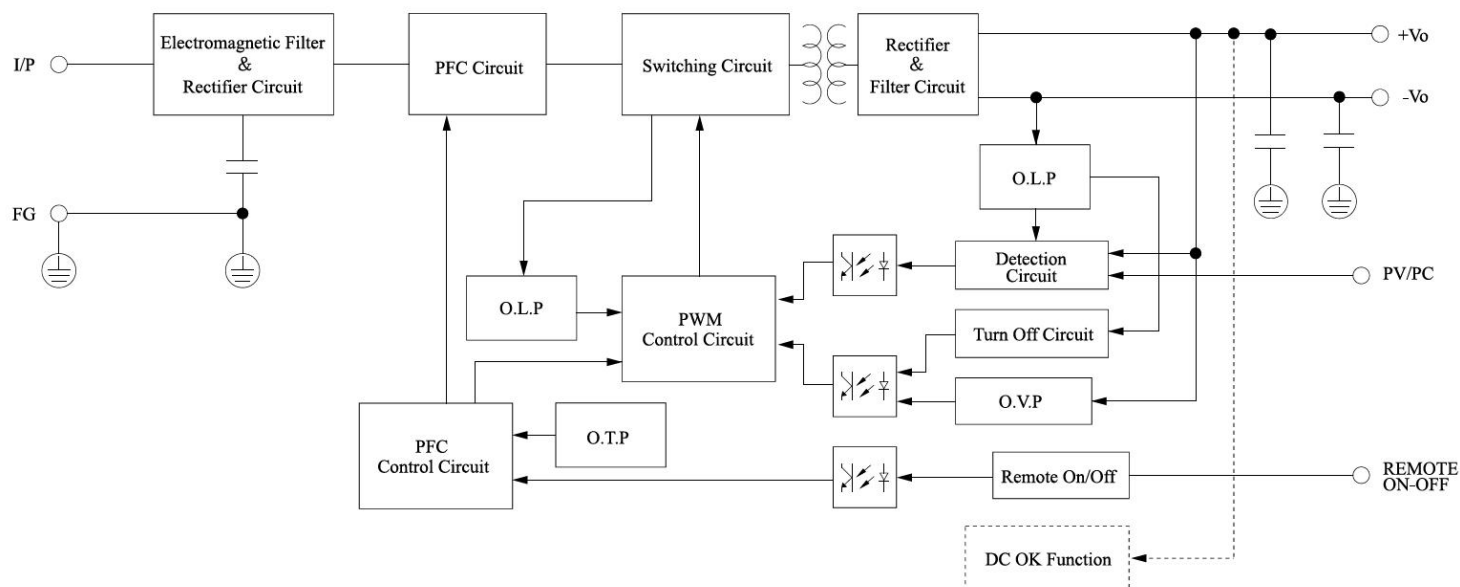 Electromagnetic Filter
&
Rectifier Circuit
I/P
PFC Circuit
Switching Circuit
Rectifier
&
Filter Circuit
+Vo
-Vo
FG
O.L.P
Detection
Circuit
PV/PC
O.L.P
PWM
Control Circuit
Turn Off Circuit
O.V.P
PFC
Control Circuit
O.T.P
Remote On/Off
REMOTE
ON-OFF
DC OK Function